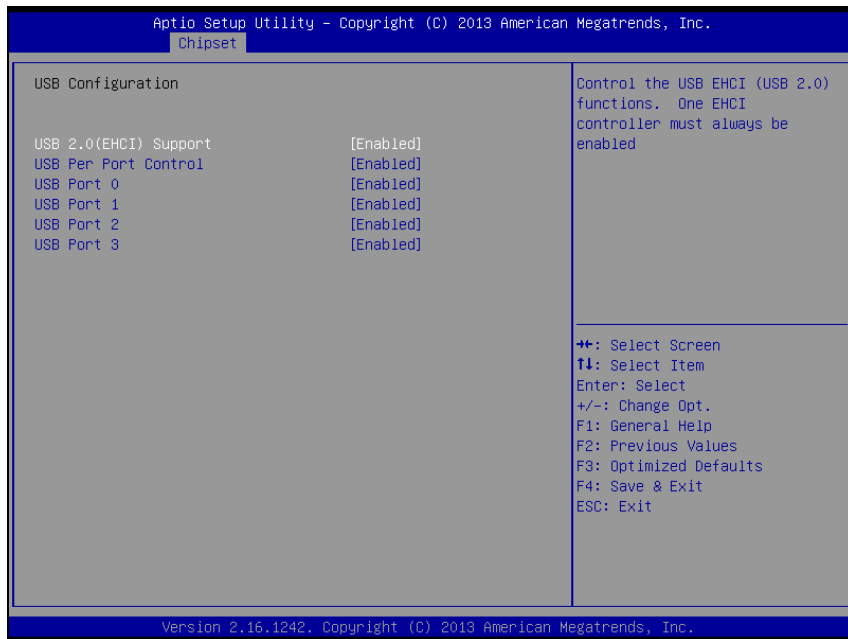 Aptio Setup Utility – Copyright (C) 2013 American Megatrends, Inc.
Chipset
USB Configuration
USB 2.0(EHCI) Support [Enabled]
USB Per Port Control [Enabled]
USB Port 0 [Enabled]
USB Port 1 [Enabled]
USB Port 2 [Enabled]
USB Port 3 [Enabled]
Control the USB EHCI (USB 2.0)
functions. One EHCI
controller must always be
enabled
→←: Select Screen
↑↓: Select Item
Enter: Select
+/-: Change Opt.
F1: General Help
F2: Previous Values
F3: Optimized Defaults
F4: Save & Exit
ESC: Exit
Version 2.16.1242. Copyright (C) 2013 American Megatrends, Inc.